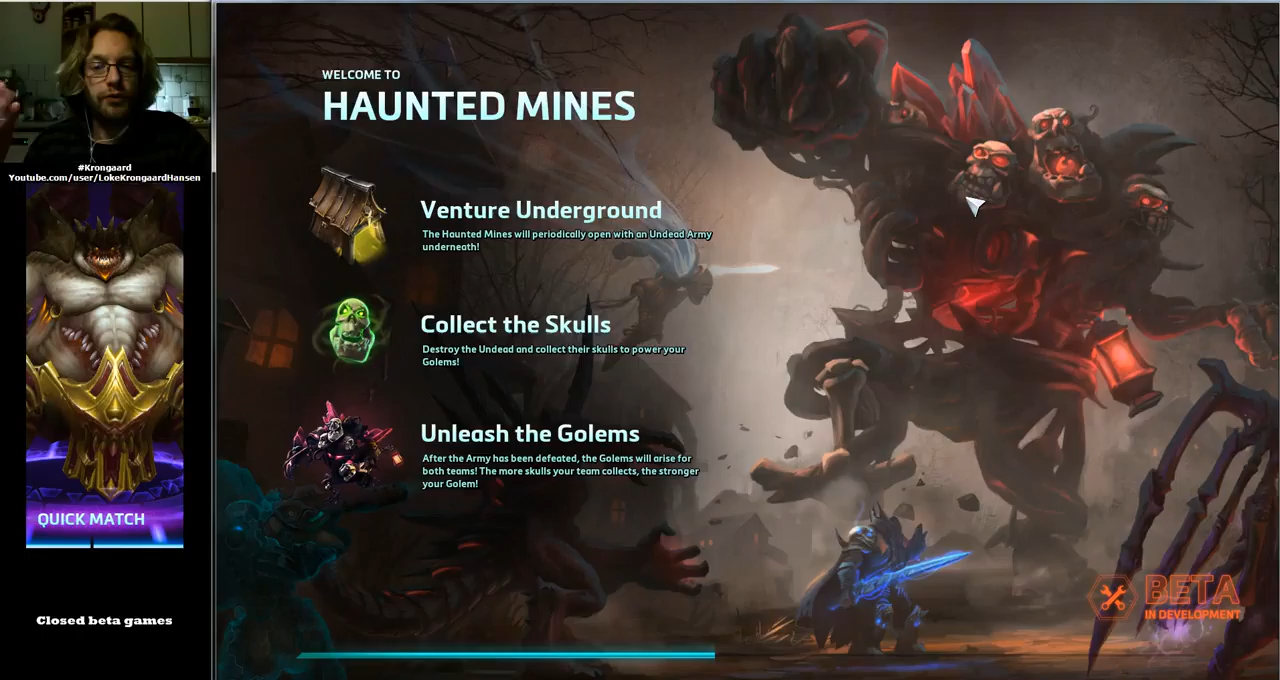 #Krongaard
Youtube.com/user/LokeKrongaardHansen
QUICK MATCH
Closed beta games
WELCOME TO
HAUNTED MINES
Venture Underground
The Haunted Mines will periodically open with an Undead Army
underneath!
Collect the Skulls
Destroy the Undead and collect their skulls to power your
Golems!
Unleash the Golems
After the Army has been defeated, the Golems will arise for
both teams! The more skulls your team collects, the stronger
your Golem!
BETA
IN DEVELOPMENT